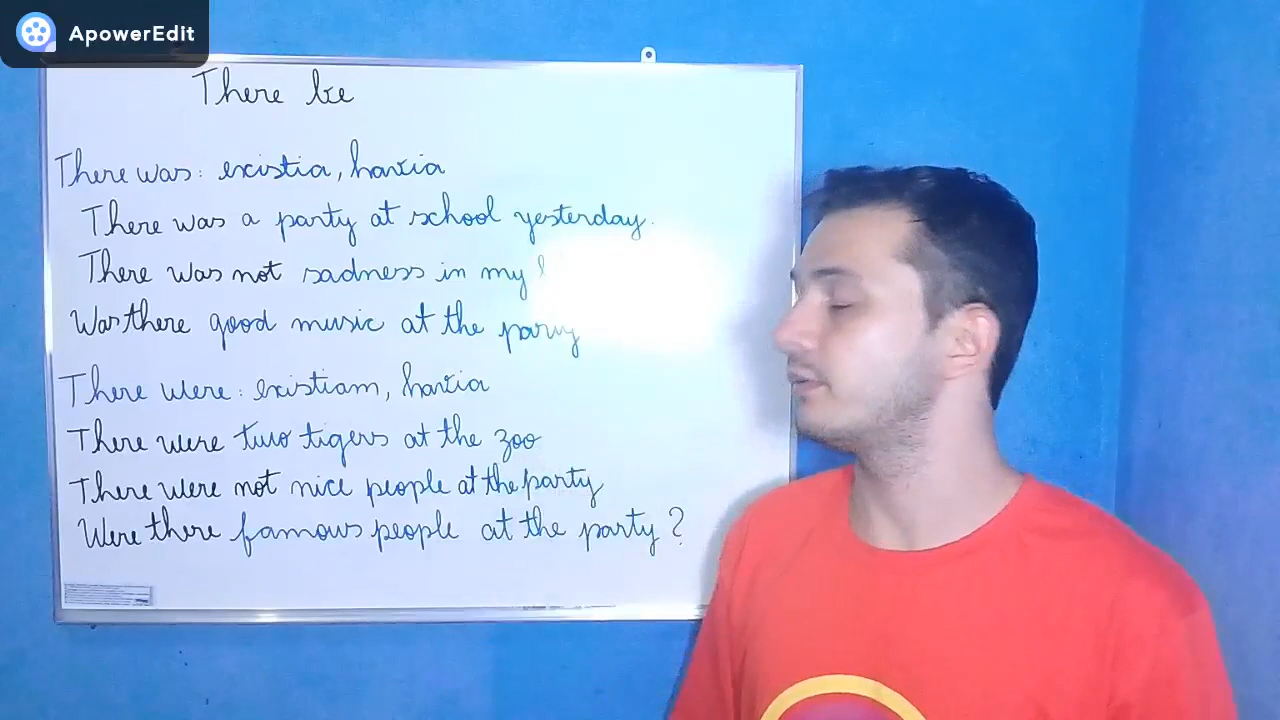 ApowerEdit
There be
There was: existia, havia
There was a party at school yesterday.
There was not sadness in my
Was there good music at the party
There were: existiam, havia
There were two tigers at the zoo
There were not nice people at the party
Were there famous people at the party?